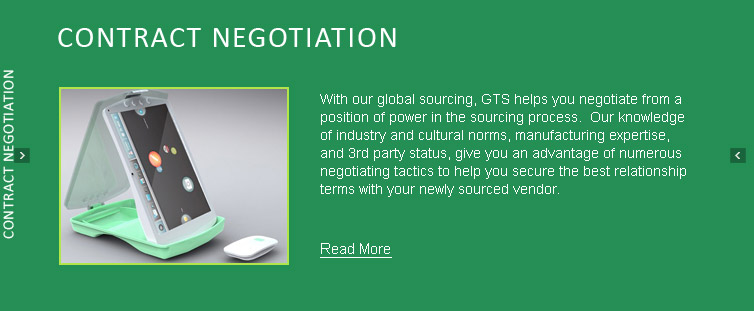 CONTRACT NEGOTIATION
CONTRACT NEGOTIATION
With our global sourcing, GTS helps you negotiate from a
position of power in the sourcing process.  Our knowledge
of industry and cultural norms, manufacturing expertise,
and 3rd party status, give you an advantage of numerous
negotiating tactics to help you secure the best relationship
terms with your newly sourced vendor.
Read More